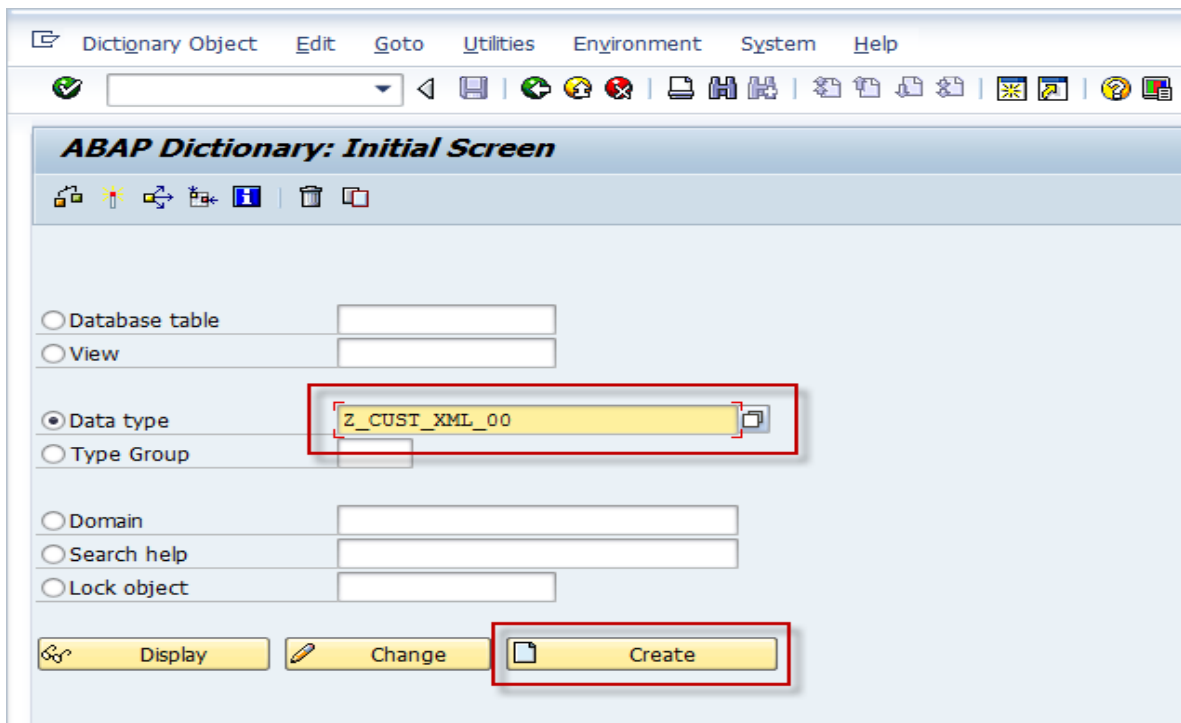 Dictionary Object Edit Goto Utilities Environment System Help
ABAP Dictionary: Initial Screen
Database table
View
Data type Z_CUST_XML_00
Type Group
Domain
Search help
Lock object
Display Change Create